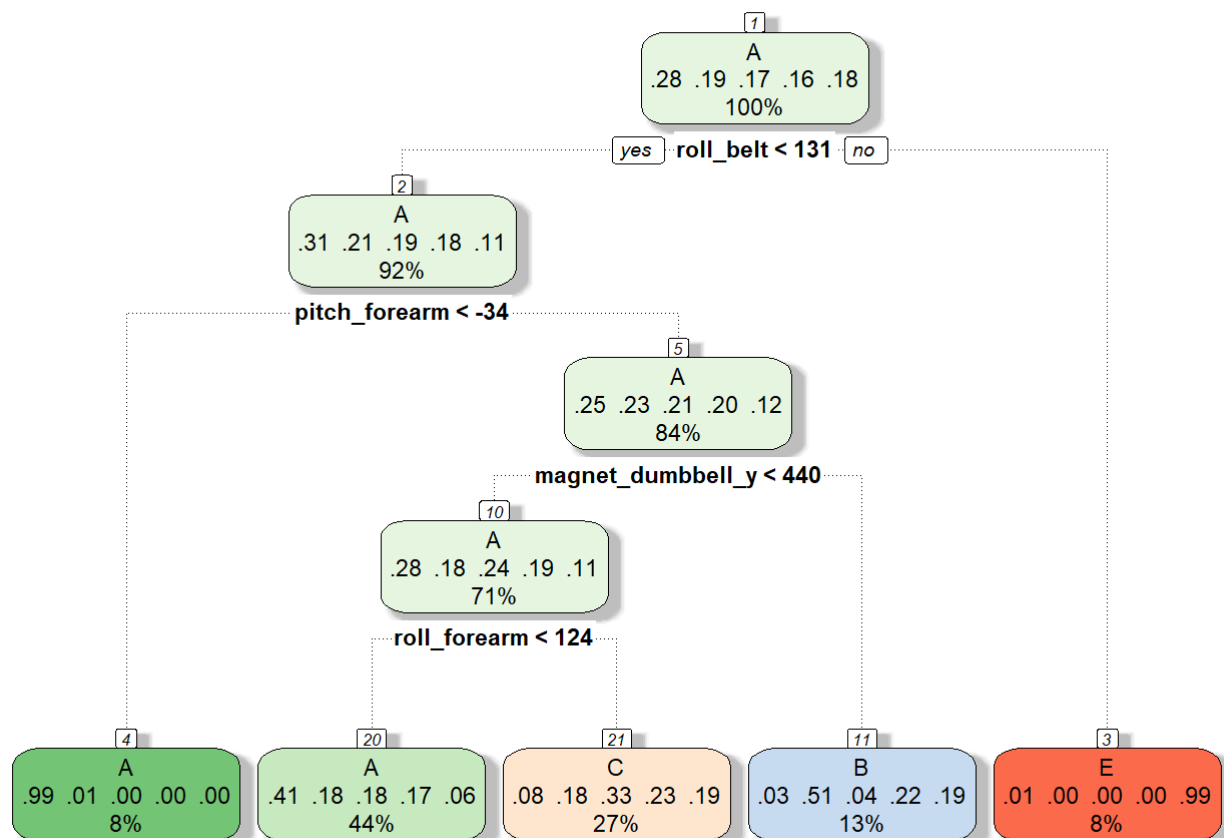 1
A
.28 .19 .17 .16 .18
100%
yes roll_belt < 131 no
2
A
.31 .21 .19 .18 .11
92%
pitch_forearm < -34
5
A
.25 .23 .21 .20 .12
84%
magnet_dumbbell_y < 440
10
A
.28 .18 .24 .19 .11
71%
roll_forearm < 124
4
A
.99 .01 .00 .00 .00
8%
20
A
.41 .18 .18 .17 .06
44%
21
C
.08 .18 .33 .23 .19
27%
11
B
.03 .51 .04 .22 .19
13%
3
E
.01 .00 .00 .00 .99
8%